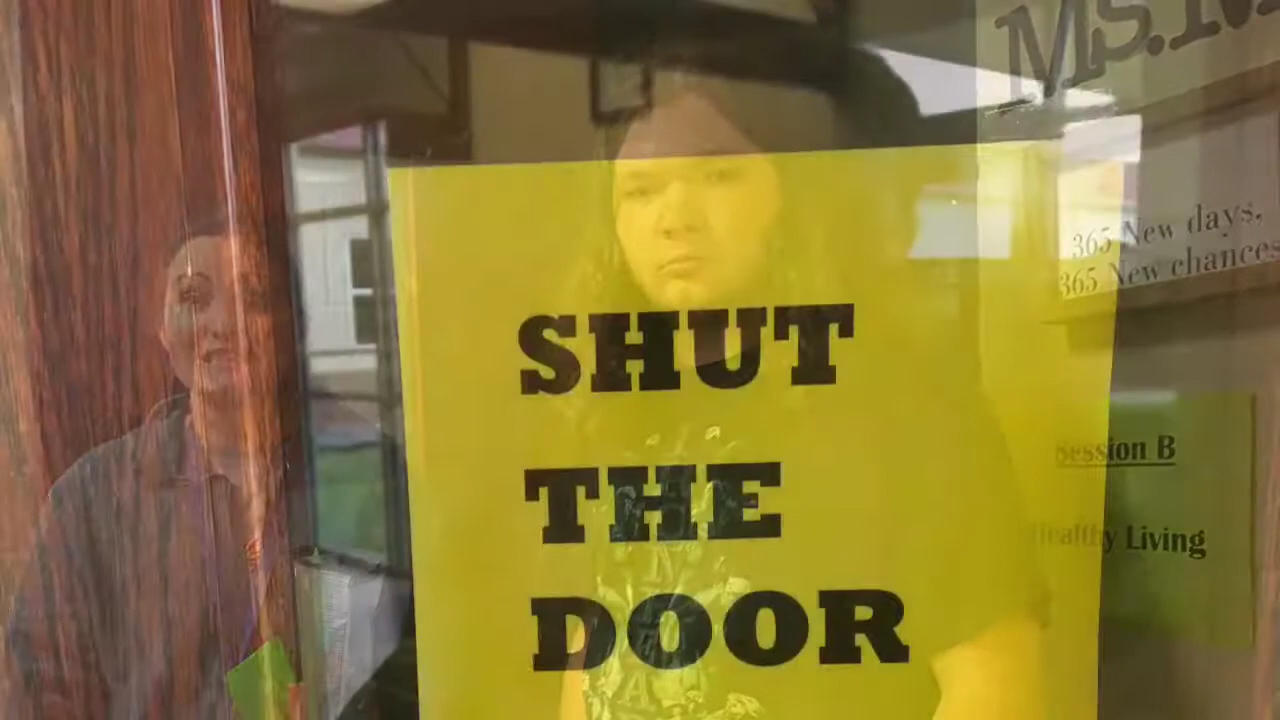 Ms.
365 New days,
365 New chances
SHUT
THE
DOOR
Session B
Healthy Living